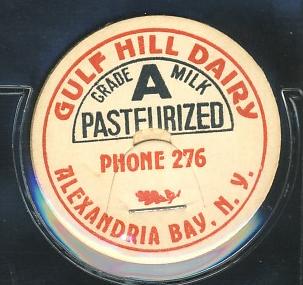 GULF HILL DAIRY
GRADE A MILK
PASTEURIZED
PHONE 276
ALEXANDRIA BAY, N. Y.